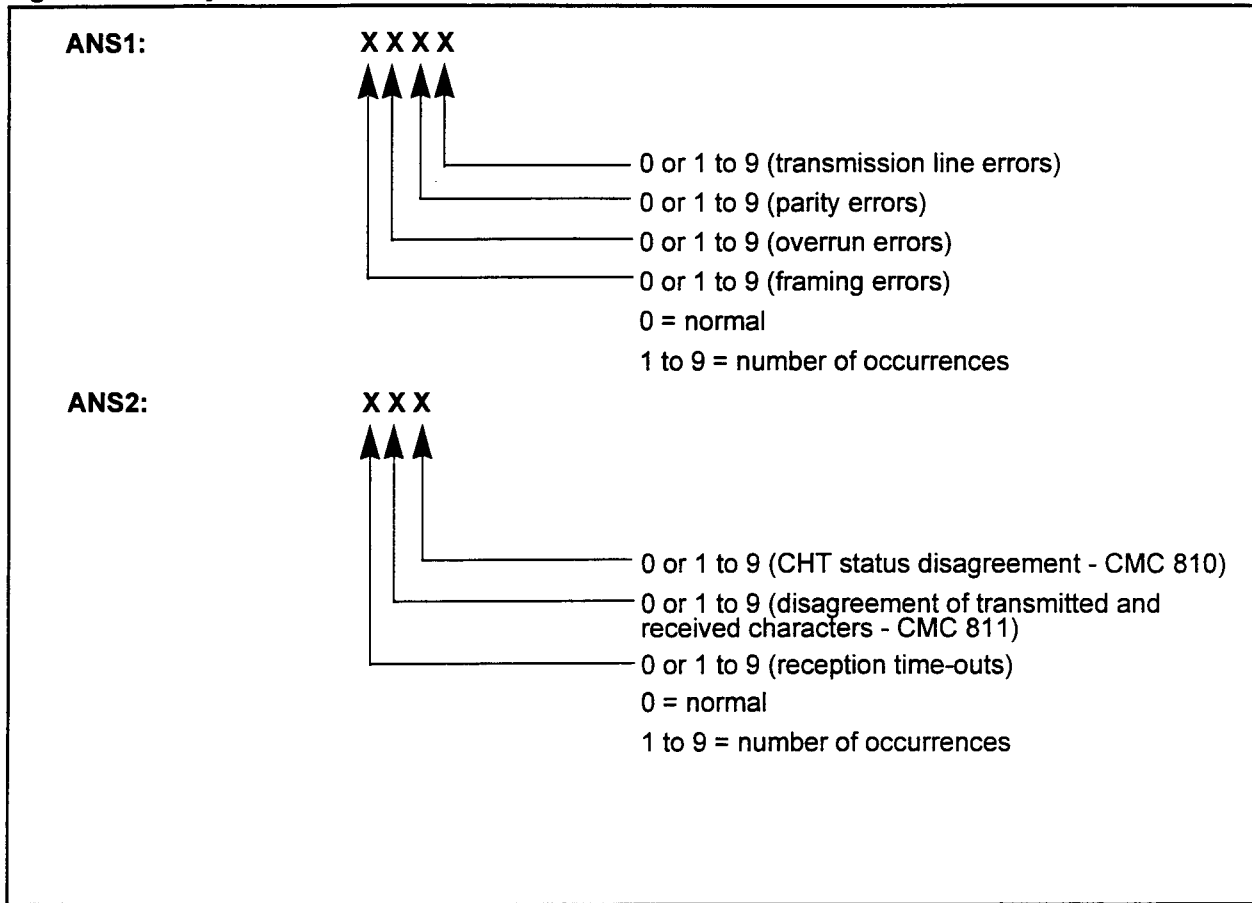 ANS1: X X X X
0 or 1 to 9 (transmission line errors)
0 or 1 to 9 (parity errors)
0 or 1 to 9 (overrun errors)
0 or 1 to 9 (framing errors)
0 = normal
1 to 9 = number of occurrences
ANS2: X X X
0 or 1 to 9 (CHT status disagreement - CMC 810)
0 or 1 to 9 (disagreement of transmitted and
received characters - CMC 811)
0 or 1 to 9 (reception time-outs)
0 = normal
1 to 9 = number of occurrences